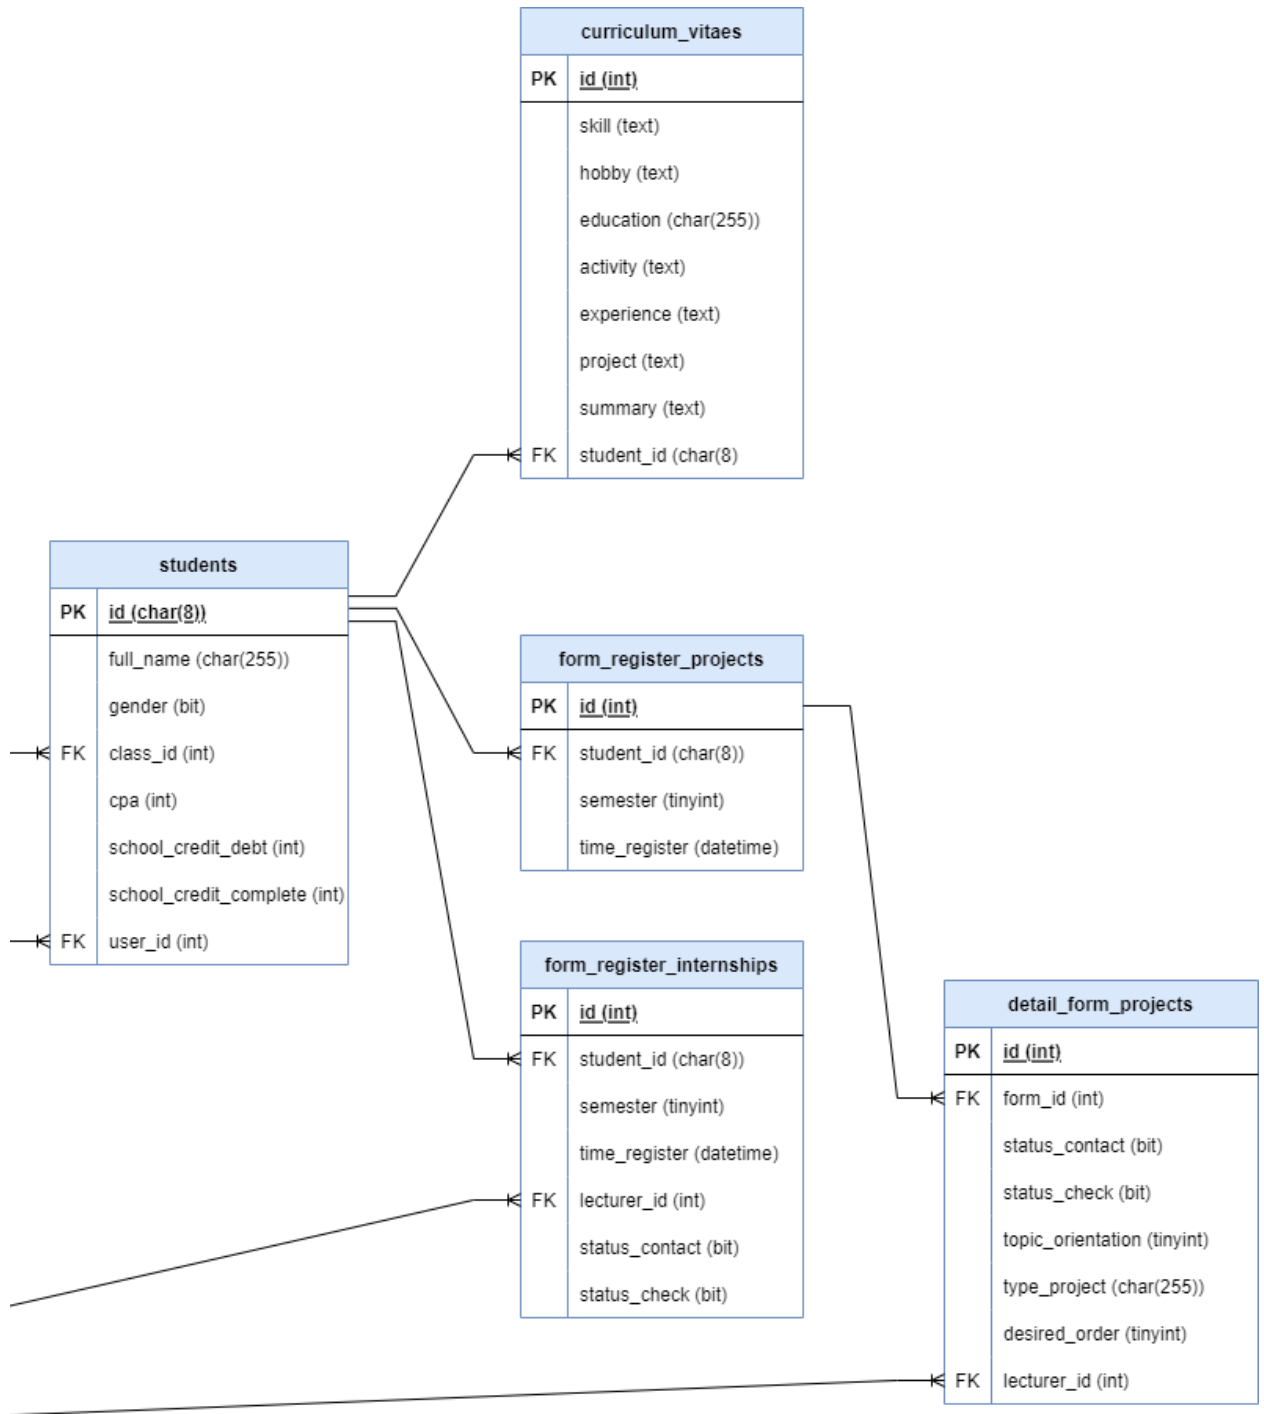 curriculum_vitaes
PK id (int)
skill (text)
hobby (text)
education (char(255))
activity (text)
experience (text)
project (text)
summary (text)
FK student_id (char(8)
students
PK id (char(8))
full_name (char(255))
gender (bit)
FK class_id (int)
cpa (int)
school_credit_debt (int)
school_credit_complete (int)
FK user_id (int)
form_register_projects
PK id (int)
FK student_id (char(8))
semester (tinyint)
time_register (datetime)
form_register_internships
PK id (int)
FK student_id (char(8))
semester (tinyint)
time_register (datetime)
FK lecturer_id (int)
status_contact (bit)
status_check (bit)
detail_form_projects
PK id (int)
FK form_id (int)
status_contact (bit)
status_check (bit)
topic_orientation (tinyint)
type_project (char(255))
desired_order (tinyint)
FK lecturer_id (int)